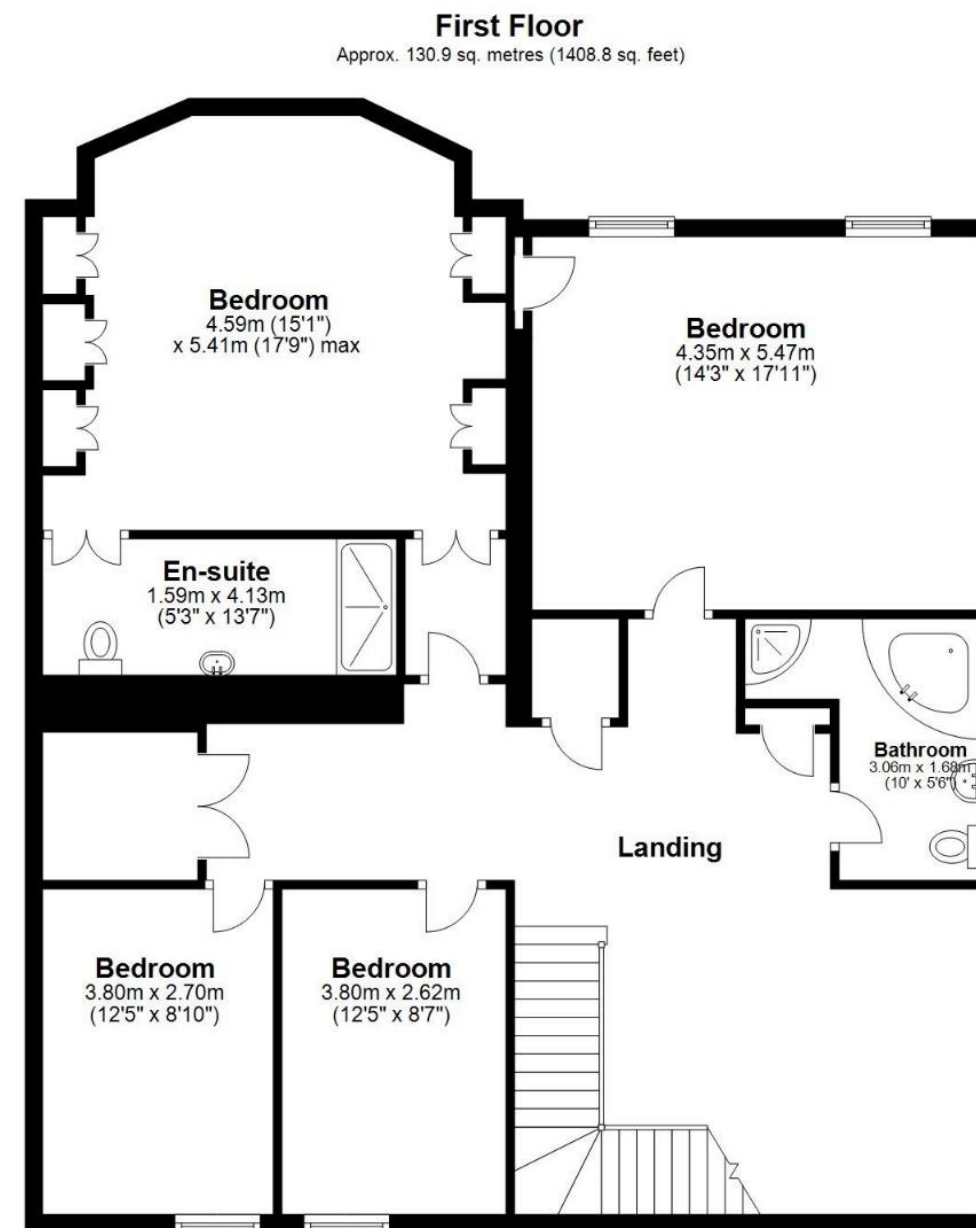 First Floor
Approx. 130.9 sq. metres (1408.8 sq. feet)
Bedroom
4.59m (15'1")
x 5.41m (17'9") max
Bedroom
4.35m x 5.47m
(14'3" x 17'11")
En-suite
1.59m x 4.13m
(5'3" x 13'7")
Bathroom
3.06m x 1.68m
(10' x 5'6")
Landing
Bedroom
3.80m x 2.70m
(12'5" x 8'10")
Bedroom
3.80m x 2.62m
(12'5" x 8'7")